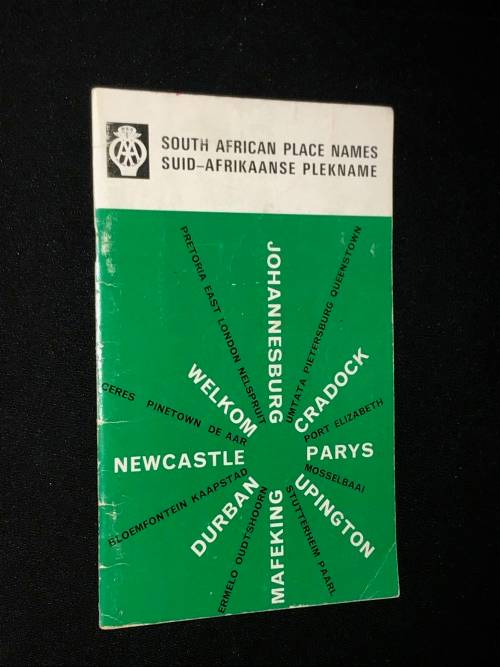 AA
SOUTH AFRICAN PLACE NAMES
SUID-AFRIKAANSE PLEKNAME
PRETORIA EAST LONDON NELSPRUIT
JOHANNESBURG
UMTATA PIETERSBURG QUEENSTOWN
WELKOM
CRADOCK
CERES PINETOWN DE AAR
PORT ELIZABETH
NEWCASTLE
PARYS
BLOEMFONTEIN KAAPSTAD
MOSSELBAAI
DURBAN
UPINGTON
ERMELO OUDTSHOORN
MAFEKING
STUTTERHEIM PAARL